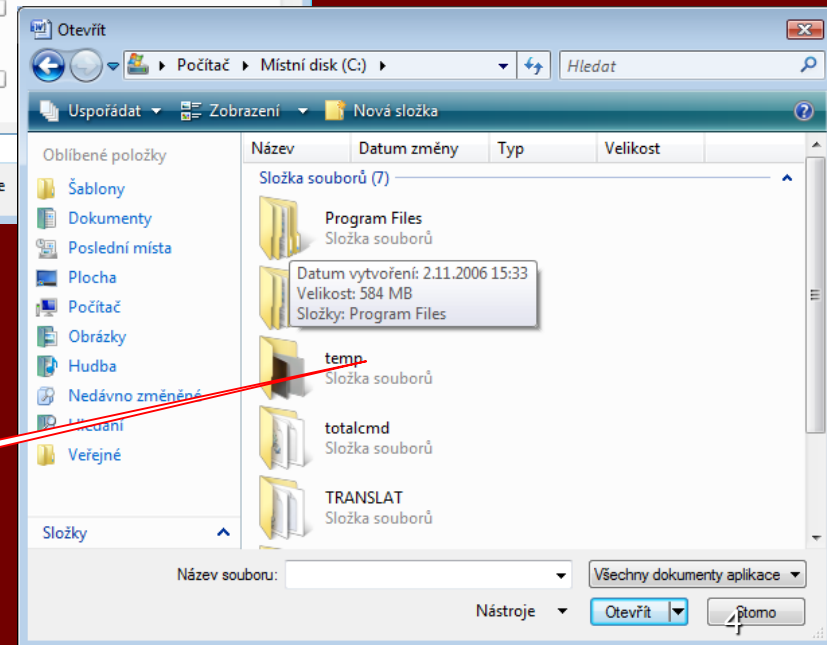 Otevřít
Počítač Místní disk (C:) Hledat
Uspořádat Zobrazení Nová složka
Oblíbené položky
Šablony
Dokumenty
Poslední místa
Plocha
Počítač
Obrázky
Hudba
Nedávno změněné
Hledání
Veřejné
Složky
Název Datum změny Typ Velikost
Složka souborů (7)
Program Files
Složka souborů
Datum vytvoření: 2.11.2006 15:33
Velikost: 584 MB
Složky: Program Files
temp
Složka souborů
totalcmd
Složka souborů
TRANSLAT
Složka souborů
Název souboru: Všechny dokumenty aplikace
Nástroje Otevřít Storno
4